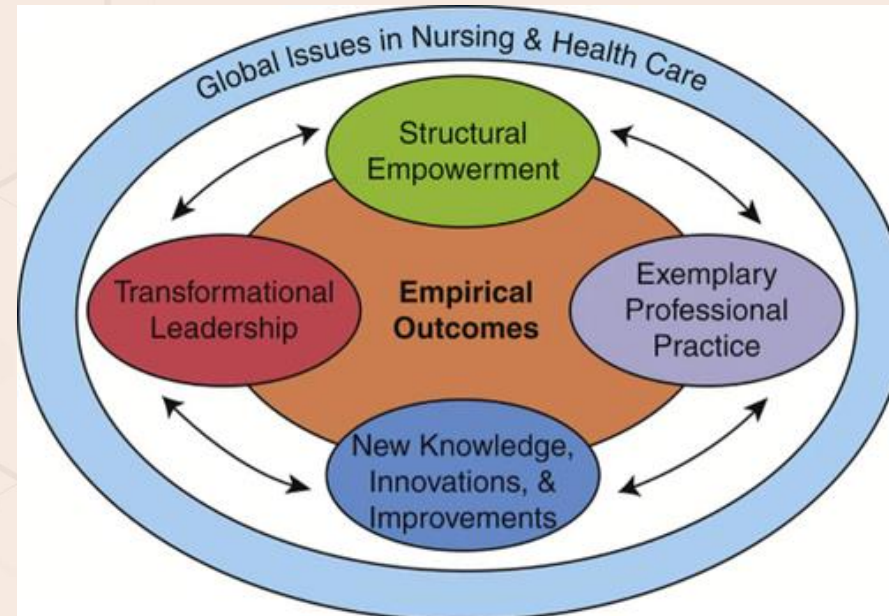 Global Issues in Nursing & Health Care
Structural
Empowerment
Transformational
Leadership
Empirical
Outcomes
Exemplary
Professional
Practice
New Knowledge,
Innovations, &
Improvements